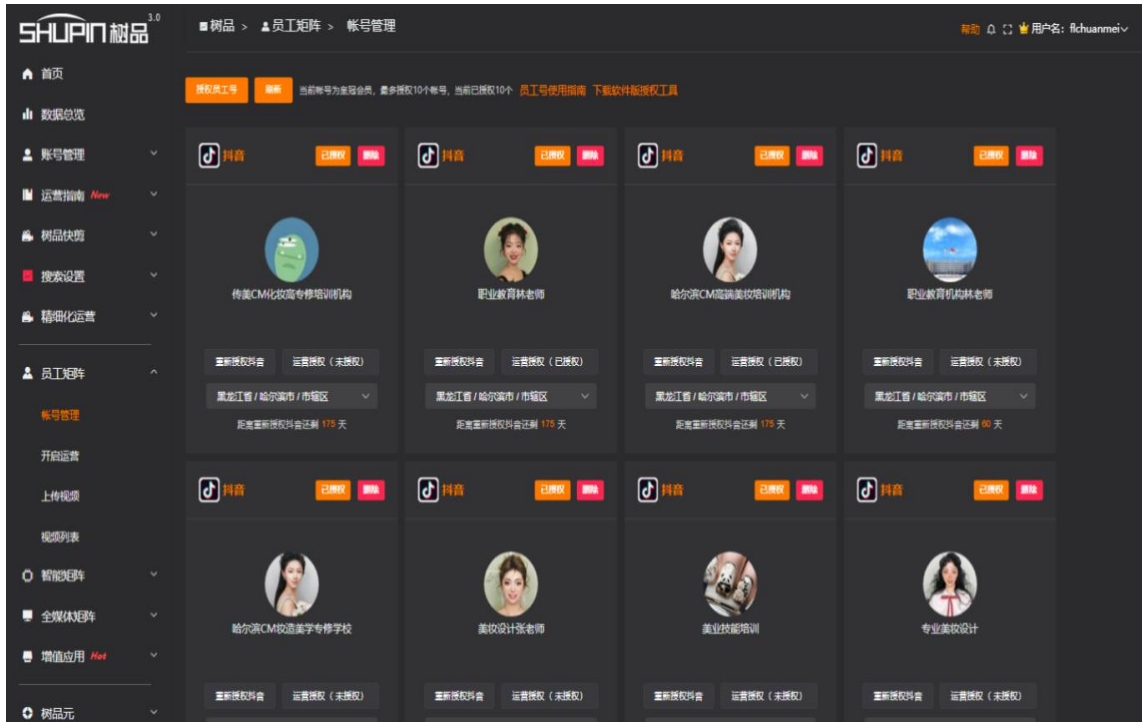 SHUPIN树品 3.0
树品 > 员工矩阵 > 帐号管理
帮助 用户名：flchuanmei
首页
数据总览
账号管理
运营指南 New
树品快剪
搜索设置
精细化运营
员工矩阵
帐号管理
开启运营
上传视频
视频列表
智能矩阵
全媒体矩阵
增值应用 Hot
树品元
授权员工号 刷新 当前帐号为皇冠会员，最多授权10个帐号，当前已授权10个 员工号使用指南 下载软件版授权工具
抖音 已授权 删除 抖音 已授权 删除 抖音 已授权 删除 抖音 已授权 删除
传美CM化妆高专修培训机构 职业教育林老师 哈尔滨CM高端美妆培训机构 职业教育机构林老师
重新授权抖音 运营授权（未授权） 重新授权抖音 运营授权（已授权） 重新授权抖音 运营授权（已授权） 重新授权抖音 运营授权（未授权）
黑龙江省 / 哈尔滨市 / 市辖区 黑龙江省 / 哈尔滨市 / 市辖区 黑龙江省 / 哈尔滨市 / 市辖区 黑龙江省 / 哈尔滨市 / 市辖区
距离重新授权抖音还剩 175 天 距离重新授权抖音还剩 175 天 距离重新授权抖音还剩 175 天 距离重新授权抖音还剩 60 天
抖音 已授权 删除 抖音 已授权 删除 抖音 已授权 删除 抖音 已授权 删除
哈尔滨CM妆造美学专修学校 美妆设计张老师 美业技能培训 专业美妆设计
重新授权抖音 运营授权（未授权） 重新授权抖音 运营授权（未授权） 重新授权抖音 运营授权（未授权） 重新授权抖音 运营授权（未授权）